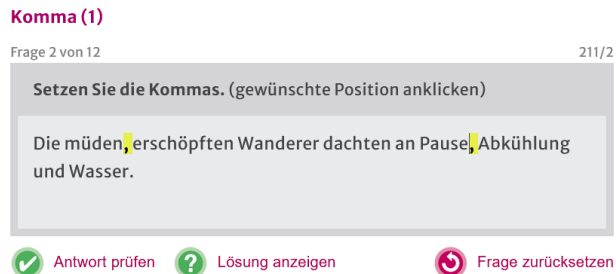 Komma (1)
Frage 2 von 12 211/2
Setzen Sie die Kommas. (gewünschte Position anklicken)
Die müden, erschöpften Wanderer dachten an Pause, Abkühlung
und Wasser.
Antwort prüfen ? Lösung anzeigen Frage zurücksetzen